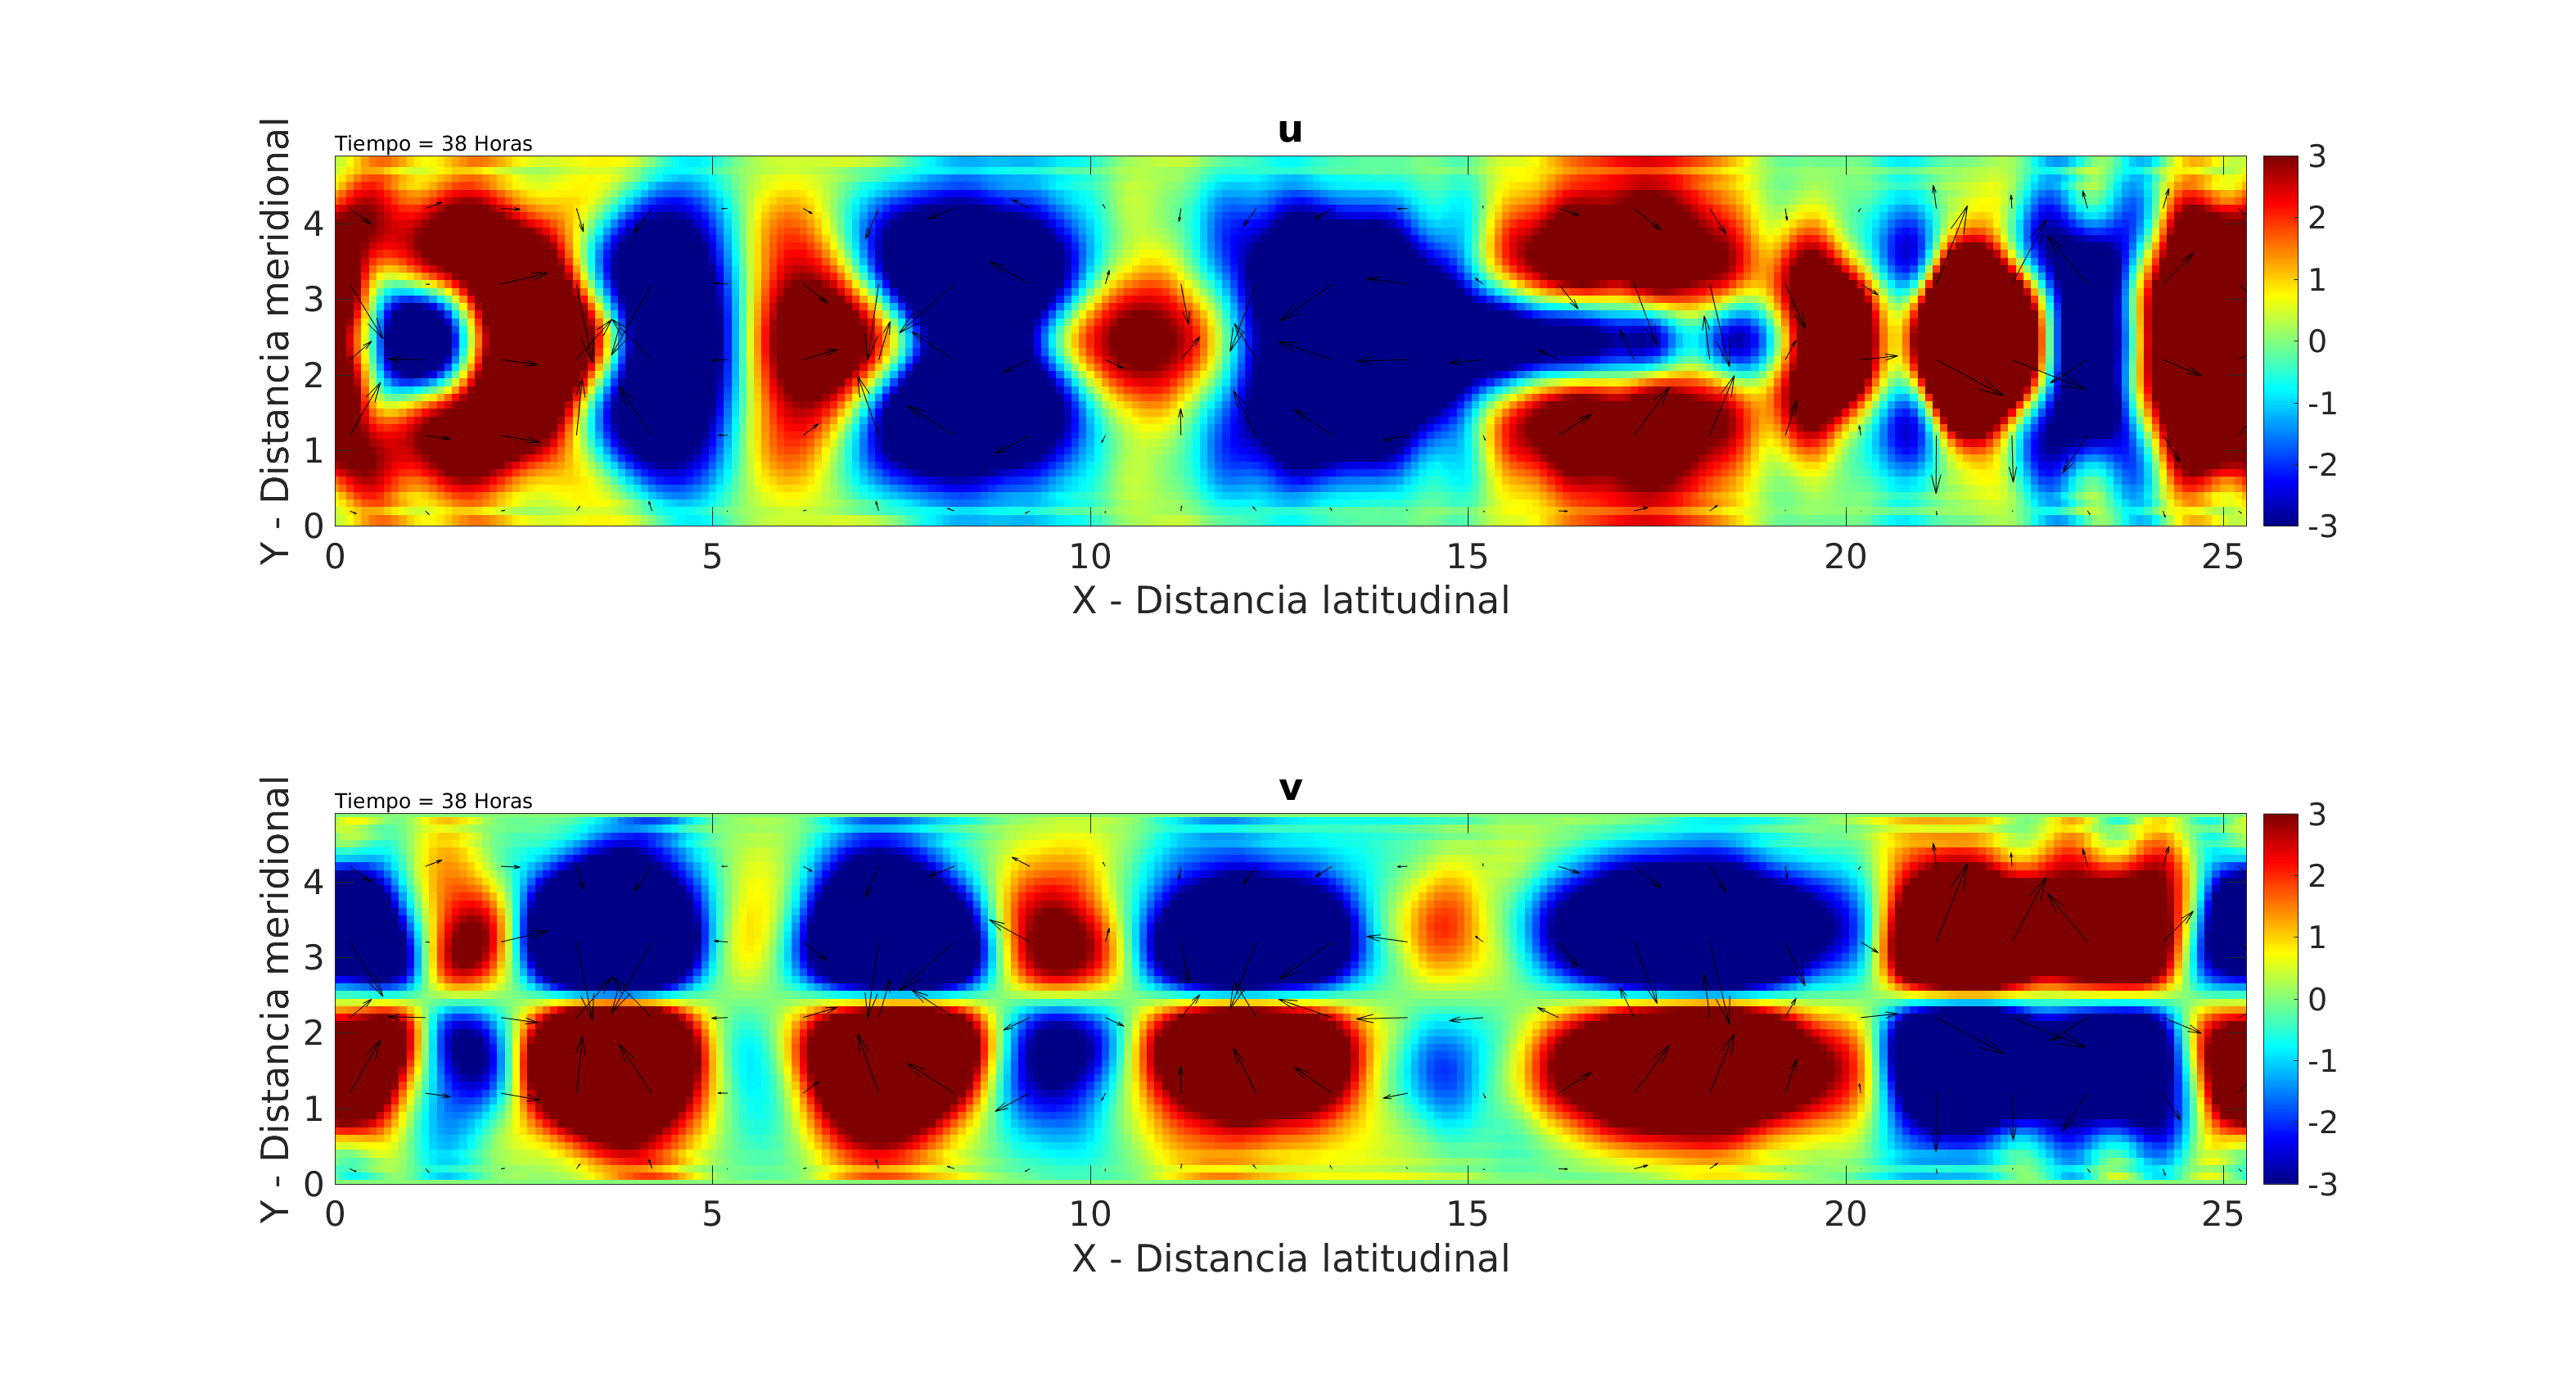 u
Tiempo = 38 Horas
Y - Distancia meridional
4
3
2
1
0
0 5 10 15 20 25
X - Distancia latitudinal
3
2
1
0
-1
-2
-3
v
Tiempo = 38 Horas
Y - Distancia meridional
4
3
2
1
0
0 5 10 15 20 25
X - Distancia latitudinal
3
2
1
0
-1
-2
-3